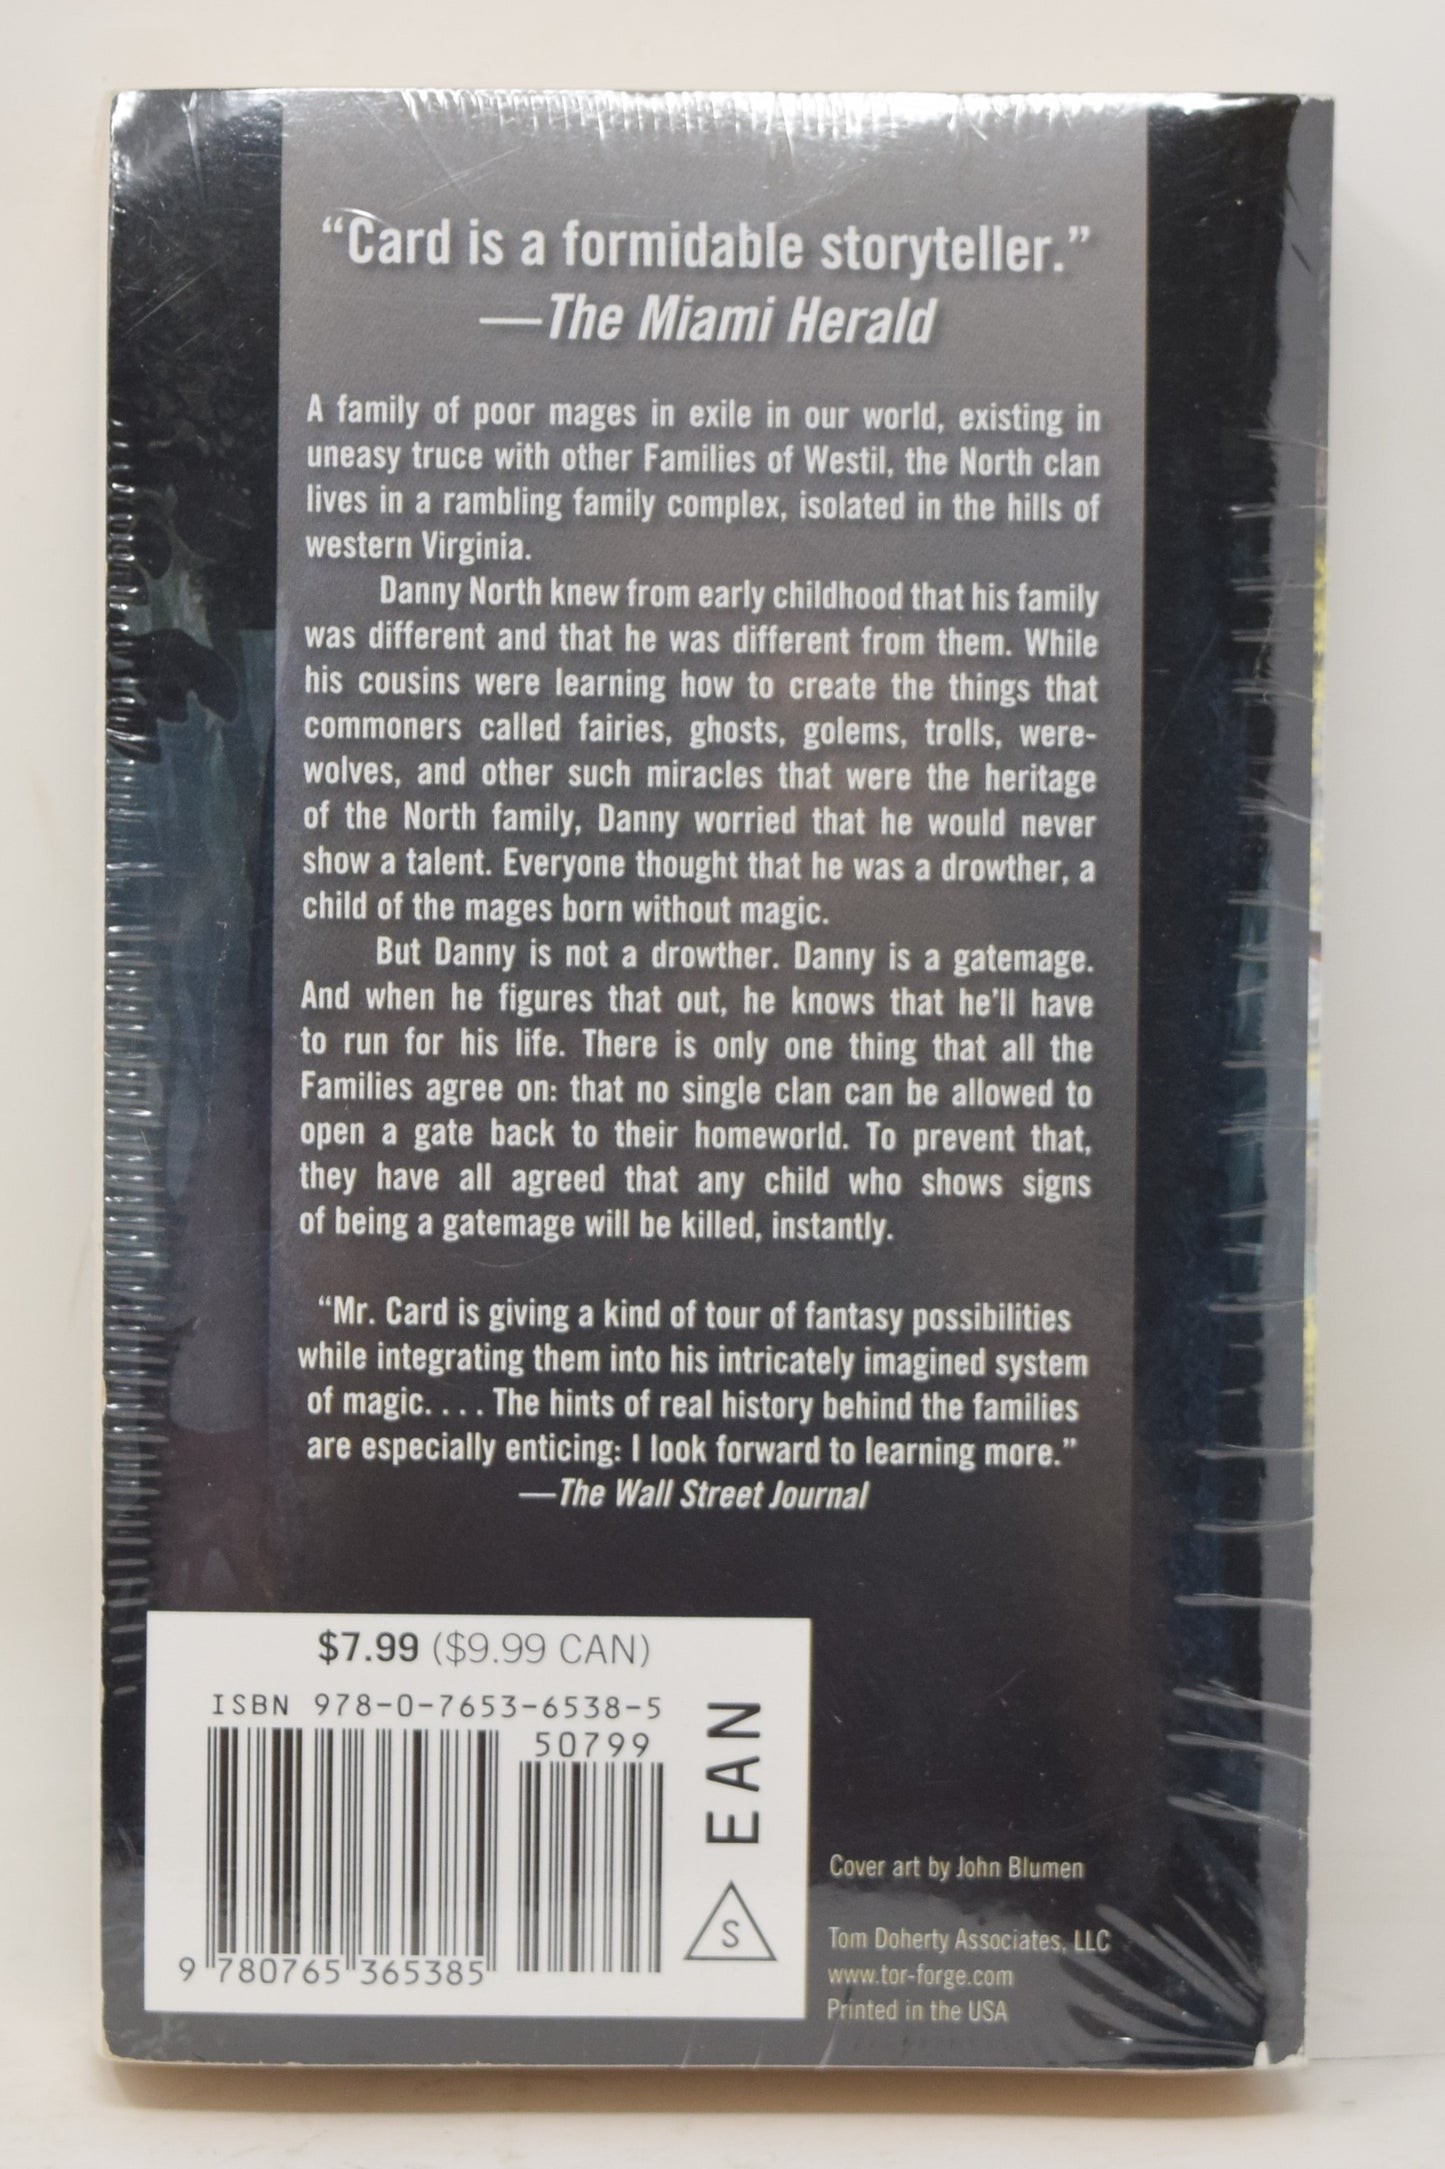 “Card is a formidable storyteller.”
—The Miami Herald
A family of poor mages in exile in our world, existing in
uneasy truce with other Families of Westil, the North clan
lives in a rambling family complex, isolated in the hills of
western Virginia.
Danny North knew from early childhood that his family
was different and that he was different from them. While
his cousins were learning how to create the things that
commoners called fairies, ghosts, golems, trolls, were-
wolves, and other such miracles that were the heritage
of the North family, Danny worried that he would never
show a talent. Everyone thought that he was a drowther, a
child of the mages born without magic.
But Danny is not a drowther. Danny is a gatemage.
And when he figures that out, he knows that he’ll have
to run for his life. There is only one thing that all the
Families agree on: that no single clan can be allowed to
open a gate back to their homeworld. To prevent that,
they have all agreed that any child who shows signs
of being a gatemage will be killed, instantly.
“Mr. Card is giving a kind of tour of fantasy possibilities
while integrating them into his intricately imagined system
of magic. . . . The hints of real history behind the families
are especially enticing: I look forward to learning more.”
—The Wall Street Journal
$7.99 ($9.99 CAN)
ISBN 978-0-7653-6538-5
50799
9 780765 365385
EAN
S
Cover art by John Blumen
Tom Doherty Associates, LLC
www.tor-forge.com
Printed in the USA